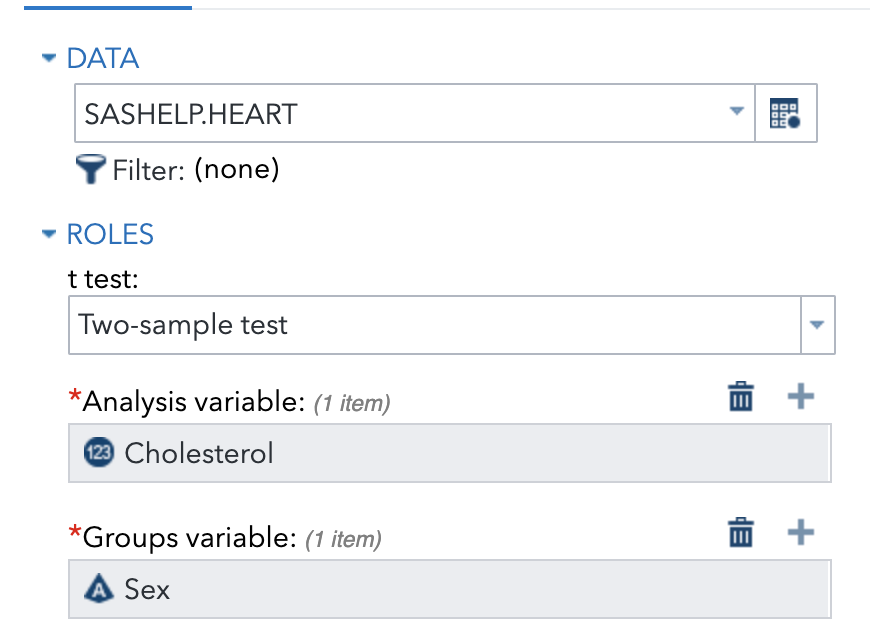 DATA
SASHELP.HEART
Filter: (none)
ROLES
t test:
Two-sample test
*Analysis variable: (1 item)
123 Cholesterol
*Groups variable: (1 item)
A Sex